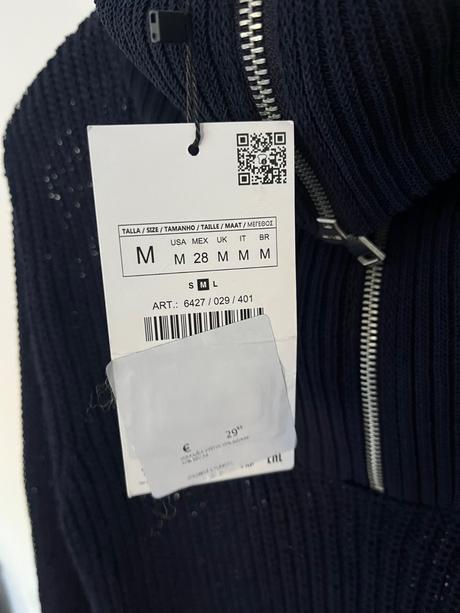 TALLA / SIZE / TAMANHO / TAILLE / MAAT / ΜΕΓΕΘΟΣ
M
USA MEX UK IT BR
M 28 M M M
S M L
ART.: 6427 / 029 / 401
€ 29